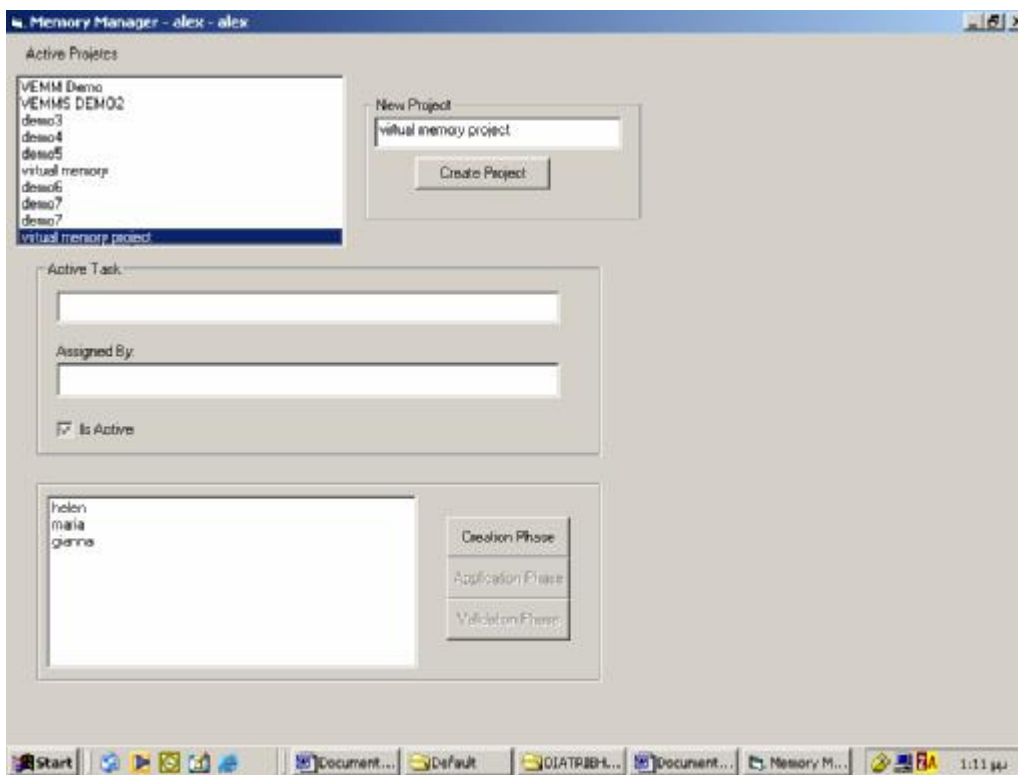 Memory Manager - alex - alex
Active Projetcs
VEMM Demo
VEMMS DEMO2
demo3
demo4
demo5
virtual memory
demo6
demo7
demo7
virtual memory project
New Project
virtual memory project
Create Project
Active Task
Assigned By:
Is Active
helen
maria
gianna
Creation Phase
Application Phase
Validation Phase
Start
Document...
Default
Document...
Memory M...
1:11 μμ